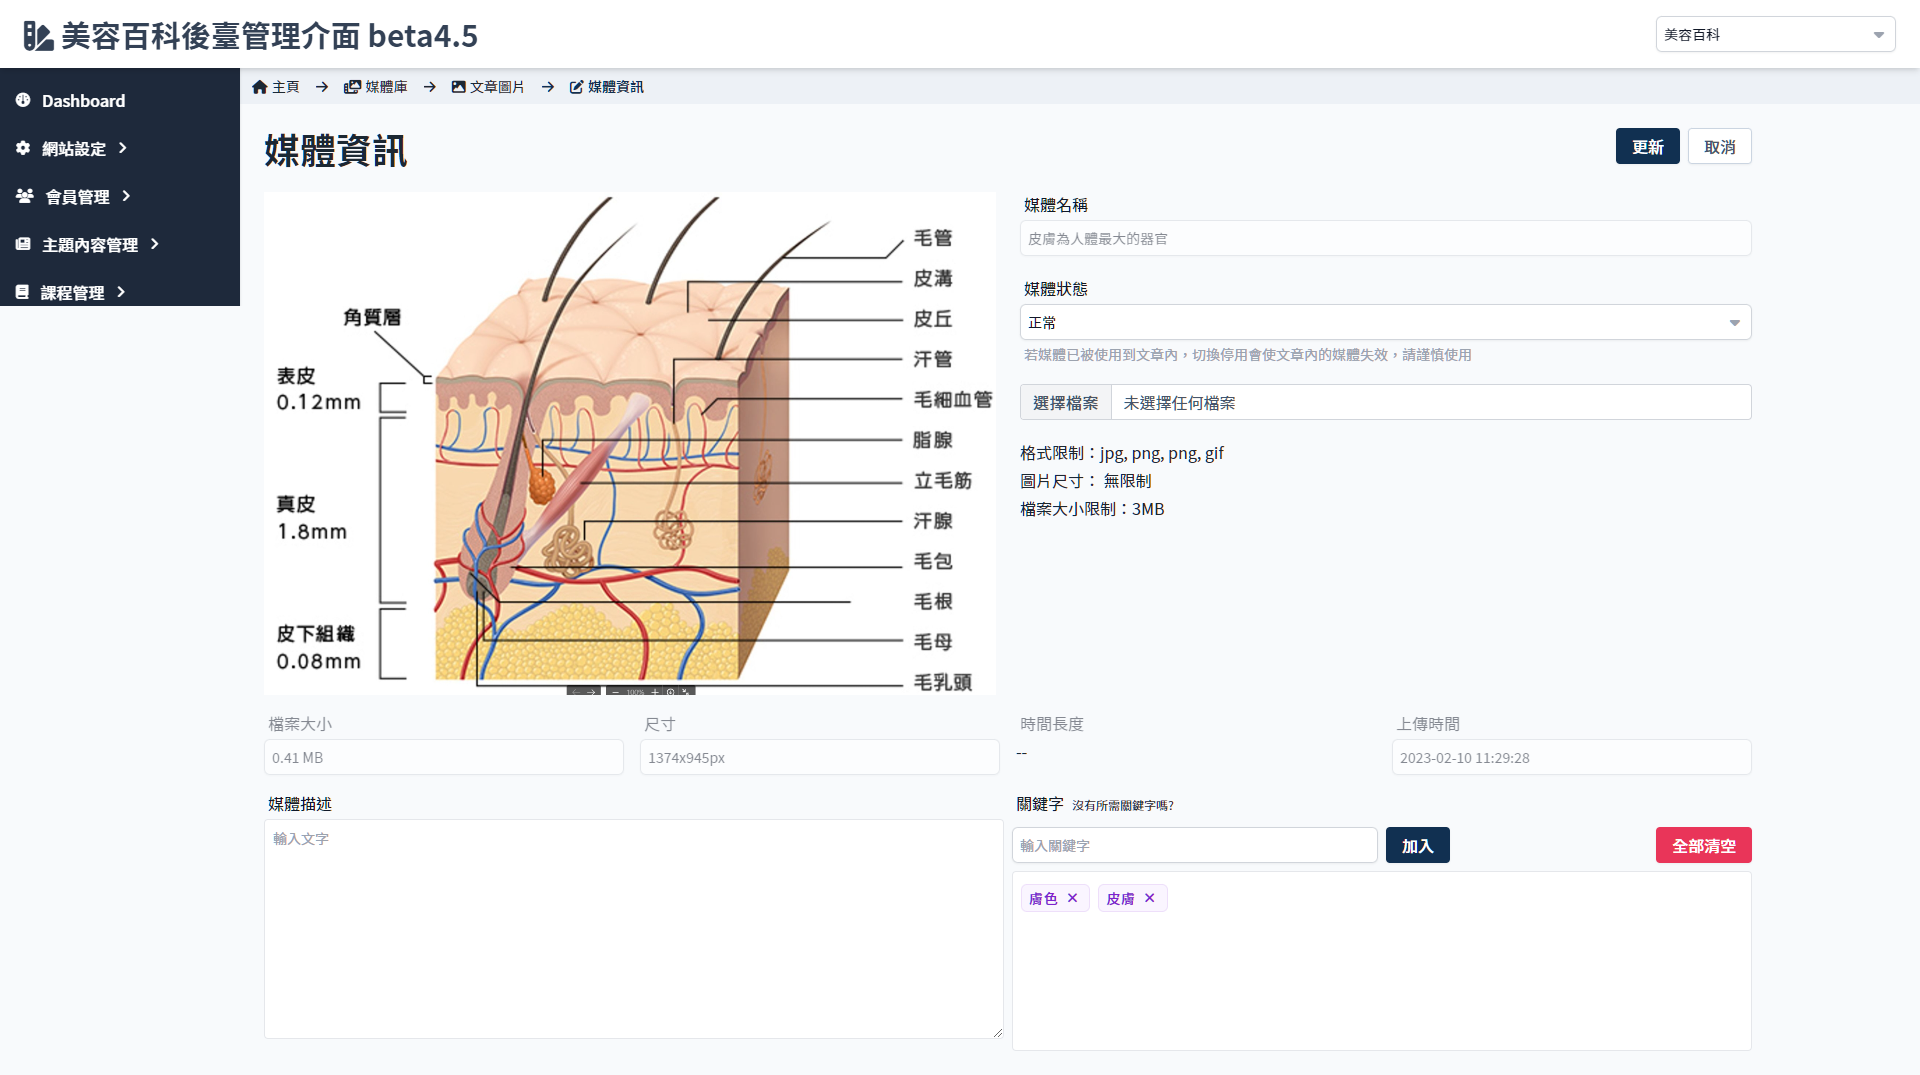 美容百科後臺管理介面 beta4.5
美容百科
Dashboard
網站設定
會員管理
主題內容管理
課程管理
主頁
媒體庫
文章圖片
媒體資訊
媒體資訊
更新
取消
角質層
表皮
0.12mm
真皮
1.8mm
皮下組織
0.08mm
毛管
皮溝
皮丘
汗管
毛細血管
脂腺
立毛筋
汗腺
毛包
毛根
毛母
毛乳頭
100%
媒體名稱
皮膚為人體最大的器官
媒體狀態
正常
若媒體已被使用到文章內，切換停用會使文章內的媒體失效，請謹慎使用
選擇檔案 未選擇任何檔案
格式限制：jpg, png, png, gif
圖片尺寸： 無限制
檔案大小限制：3MB
檔案大小
0.41 MB
尺寸
1374x945px
時間長度
--
上傳時間
2023-02-10 11:29:28
媒體描述
輸入文字
關鍵字 沒有所需關鍵字嗎?
輸入關鍵字
加入
全部清空
膚色 ✕
皮膚 ✕